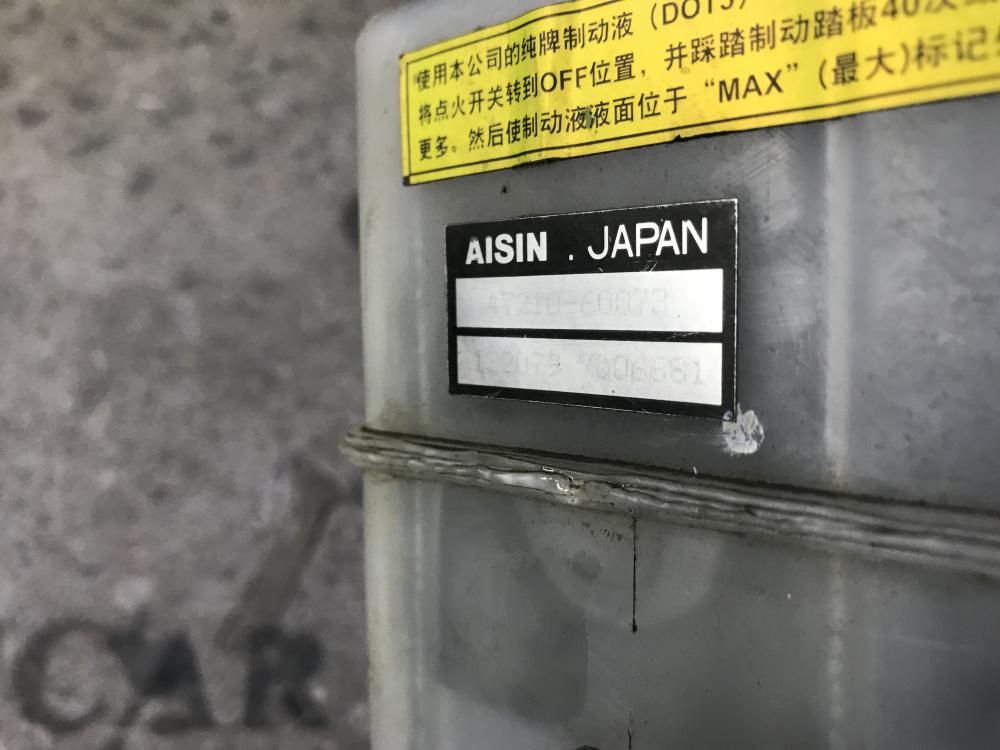 使用本公司的纯牌制动液（DOT3）
将点火开关转到OFF位置，并踩踏制动踏板40次
更多。然后使制动液液面位于“MAX”（最大）标记
AISIN . JAPAN
47210-60073
CAR